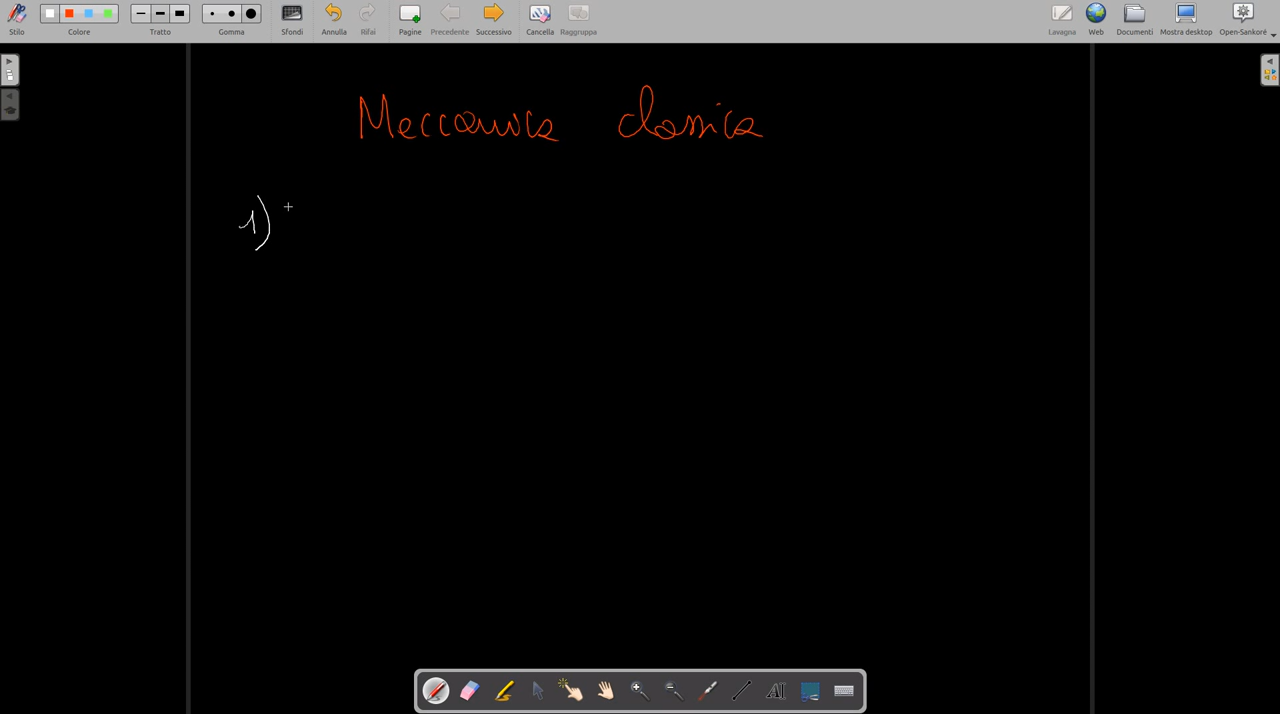 Stilo Colore Tratto Gomma Sfondi Annulla Rifai Pagine Precedente Successivo Cancella Raggruppa Lavagna Web Documenti Mostra desktop Open-Sankoré
Meccanica classica
1)
AI